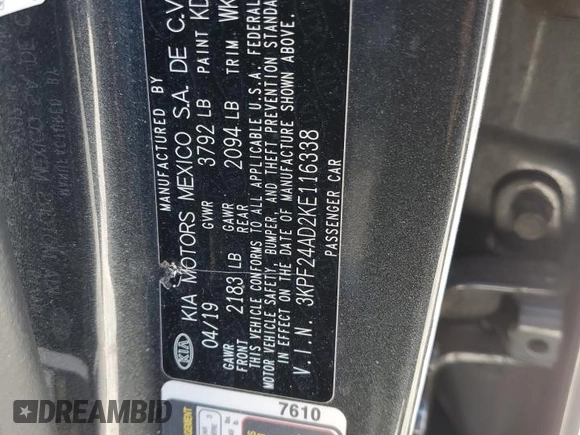 MANUFACTURED BY
KIA MOTORS MEXICO S.A. DE C.V
04/19 GVWR 3792 LB PAINT KD
GAWR FRONT 2183 LB GAWR REAR 2094 LB TRIM WK
THIS VEHICLE CONFORMS TO ALL APPLICABLE U.S.A. FEDERAL
MOTOR VEHICLE SAFETY, BUMPER, AND THEFT PREVENTION STANDA
IN EFFECT ON THE DATE OF MANUFACTURE SHOWN ABOVE.
V.I.N. 3KPF24AD2KE116338
PASSENGER CAR
KIA
7610
DREAMBID